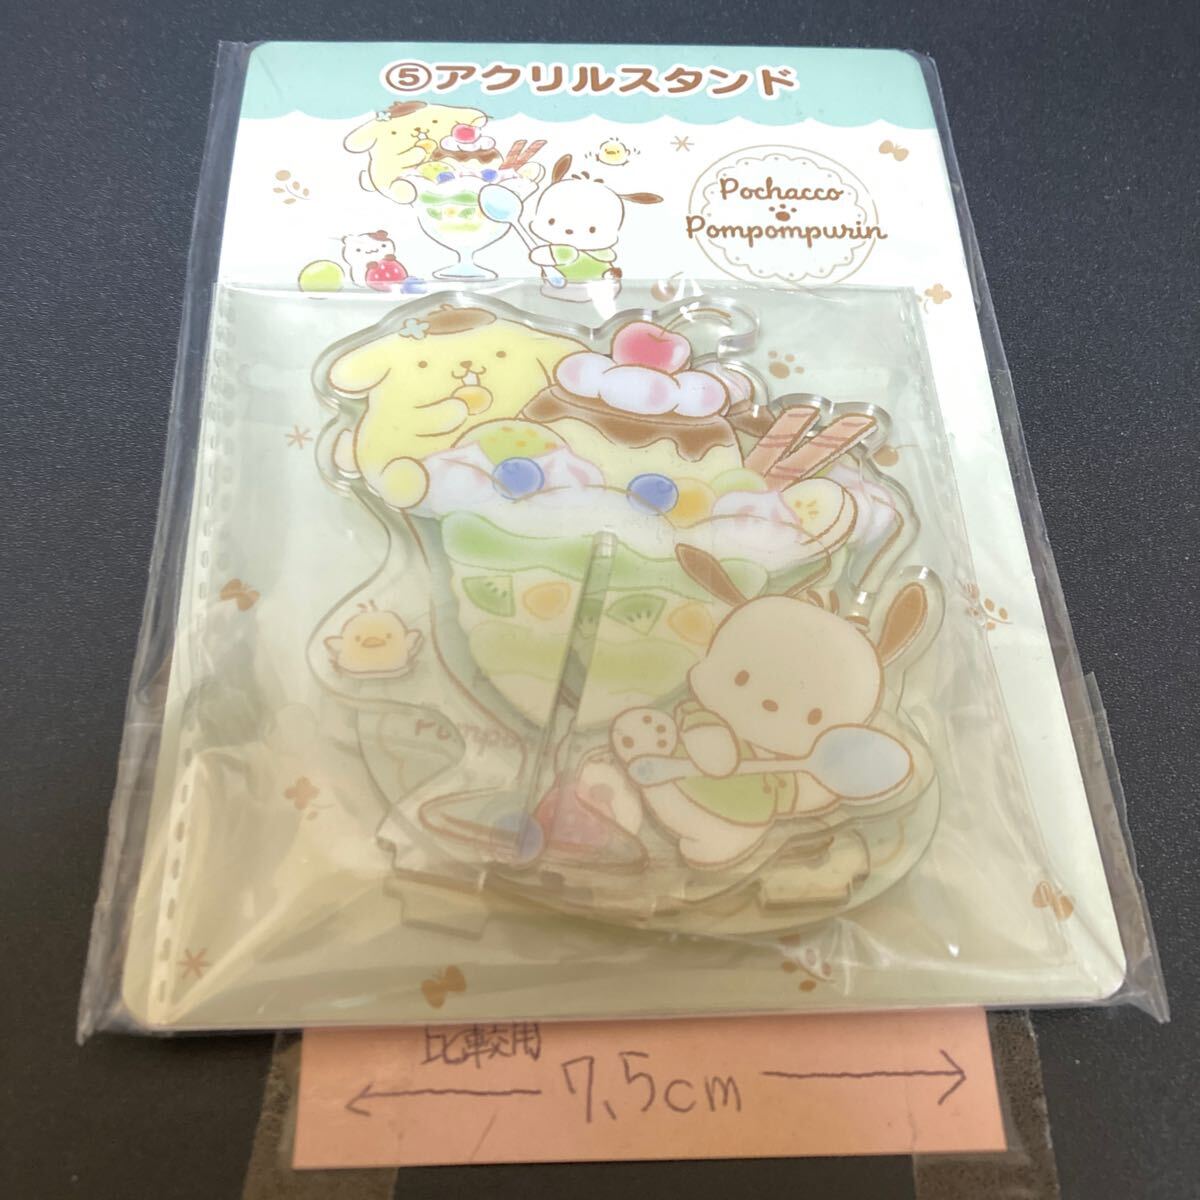 ⑤アクリルスタンド
Pochacco
Pompompurin
比較用
7.5cm